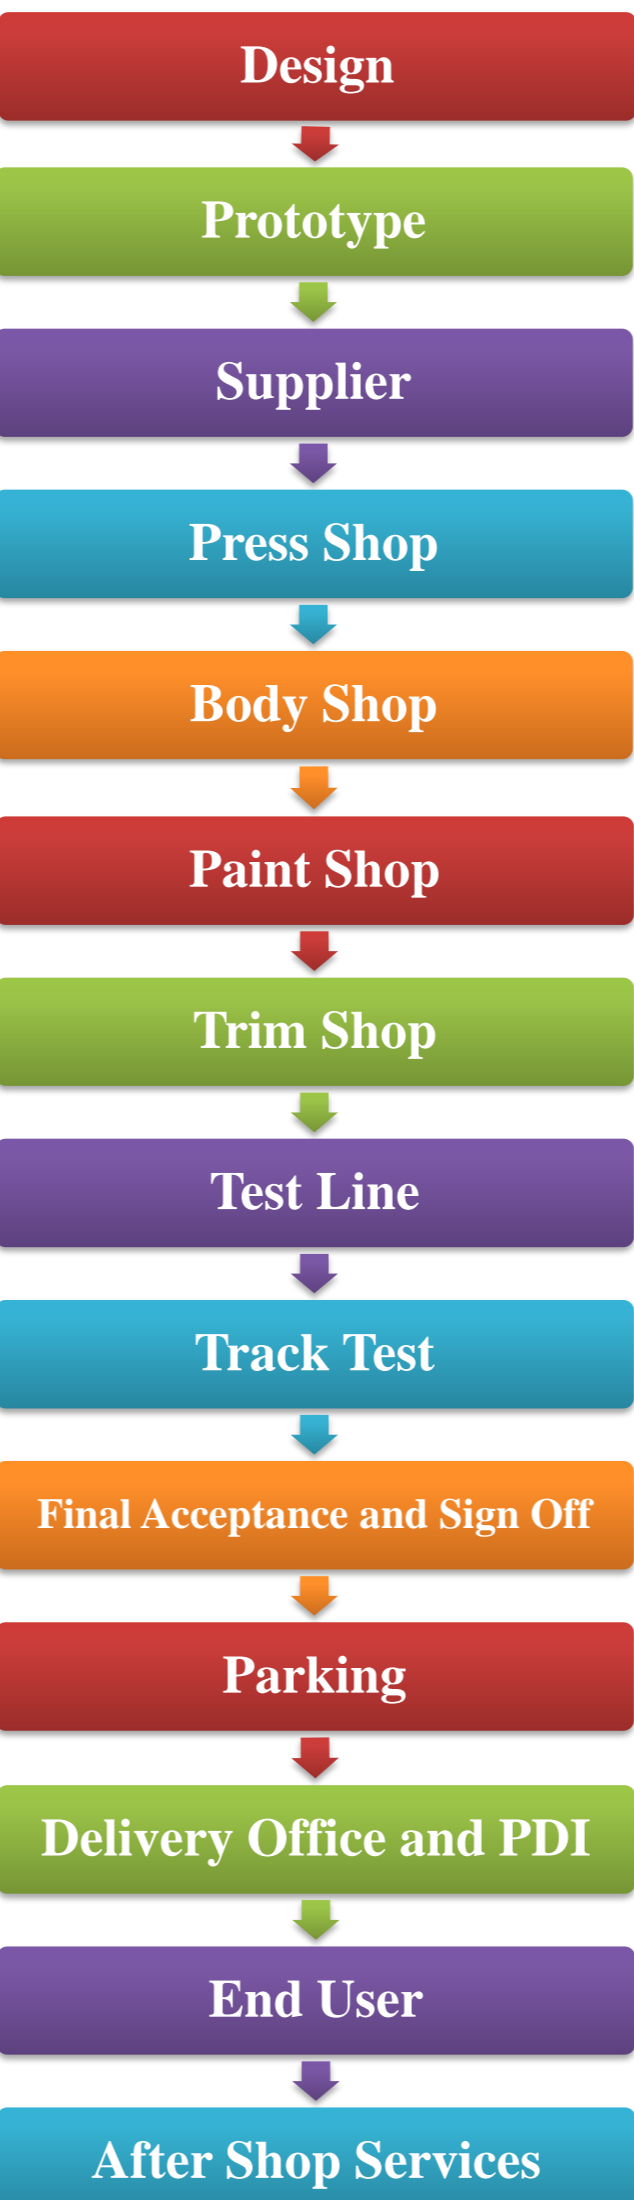 Design
Prototype
Supplier
Press Shop
Body Shop
Paint Shop
Trim Shop
Test Line
Track Test
Final Acceptance and Sign Off
Parking
Delivery Office and PDI
End User
After Shop Services